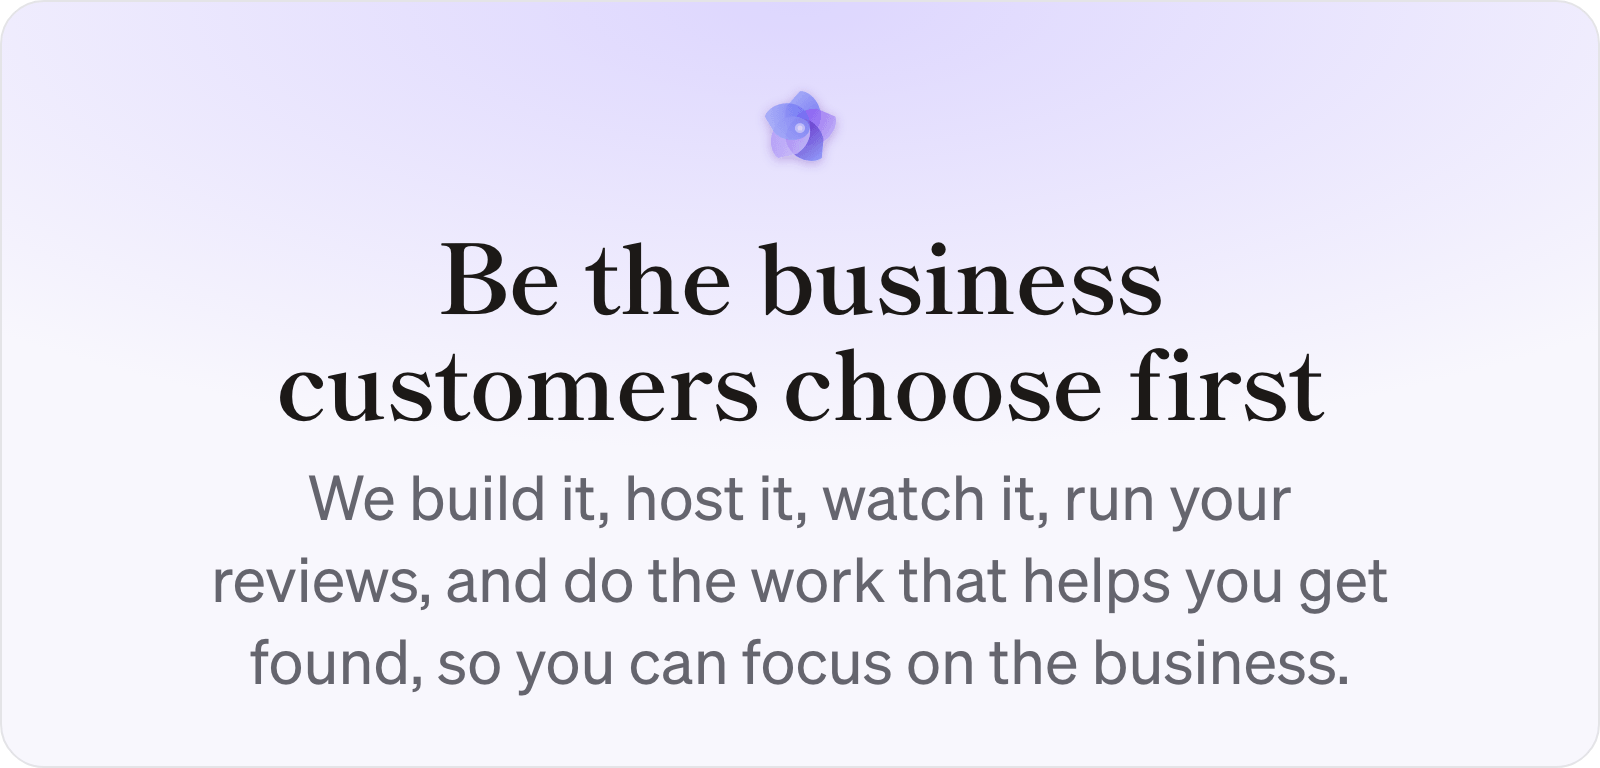 Be the business
customers choose first
We build it, host it, watch it, run your
reviews, and do the work that helps you get
found, so you can focus on the business.